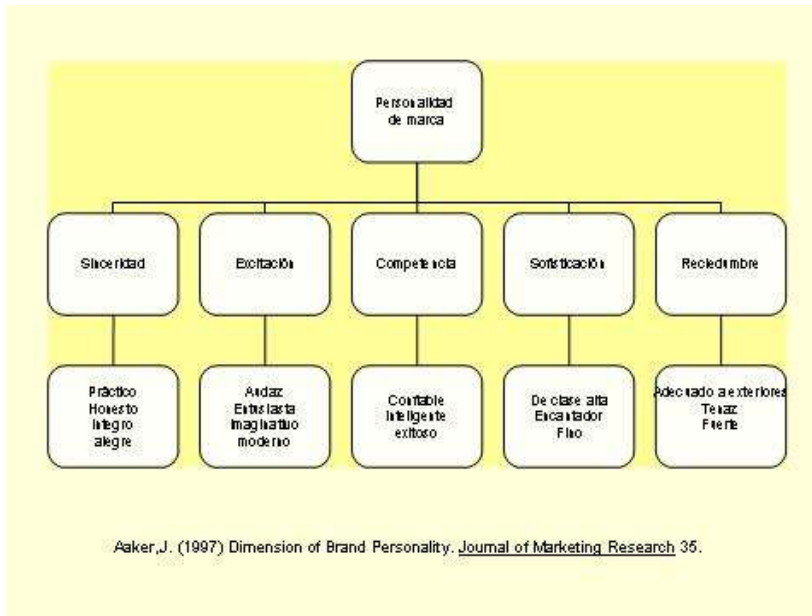 Personalidad
de marca
Sinceridad
Excitación
Competencia
Sofisticación
Reciedumbre
Práctico
Honesto
Integro
alegre
Audaz
Entusiasta
Imaginativo
moderno
Confiable
Inteligente
exitoso
De clase alta
Encantador
Fino
Adecuado a exteriores
Tenaz
Fuerte
Aaker,J. (1997) Dimension of Brand Personality. Journal of Marketing Research 35.